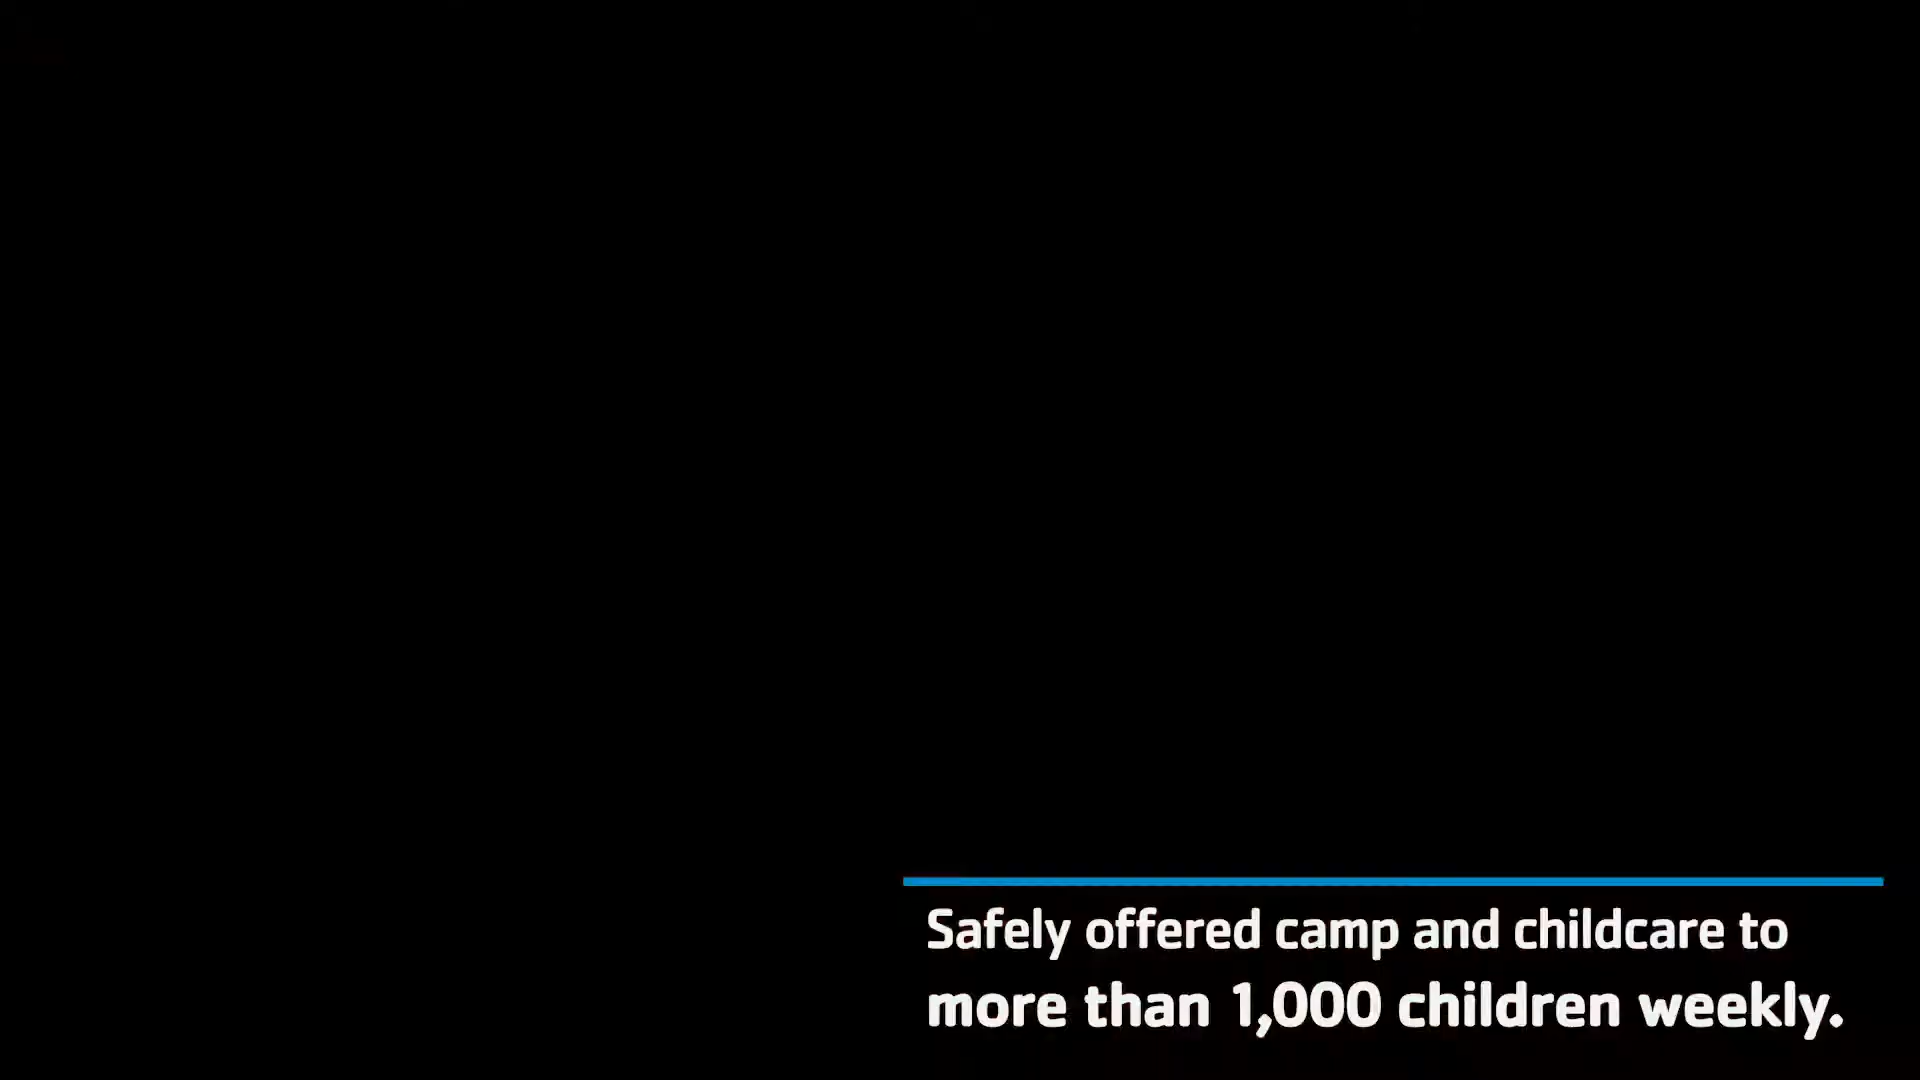 Safely offered camp and childcare to
more than 1,000 children weekly.